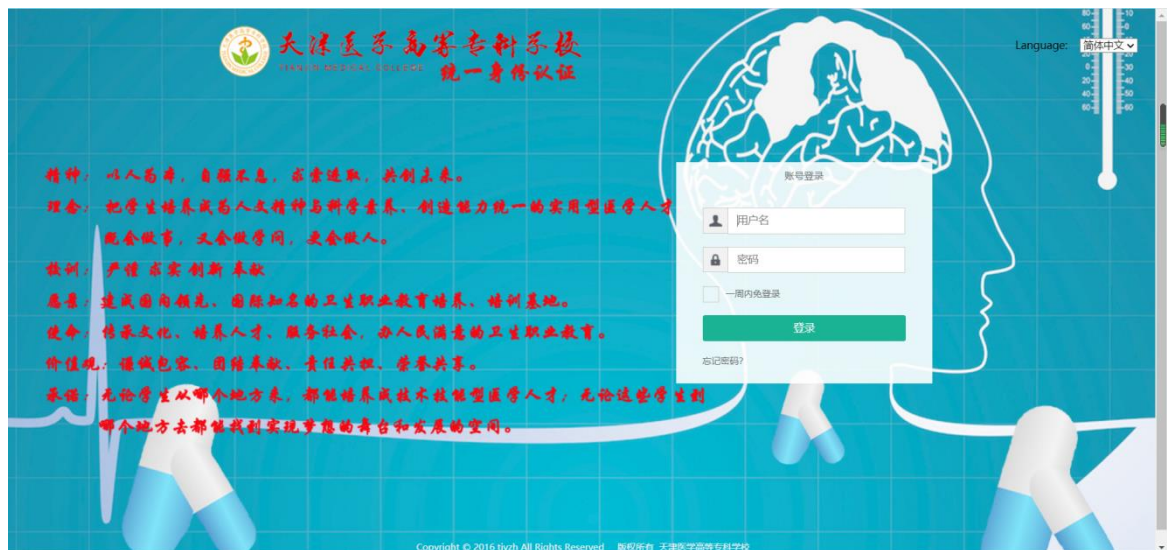 天津医学高等专科学校
TIANJIN MEDICAL COLLEGE
统一身份认证
Language: 简体中文
精神：以人为本，自强不息，求索进取，共创未来。
理念：把学生培养成为人文精神与科学素养、创造能力统一的实用型医学人才
既会做事，又会做学问，更会做人。
校训：严谨 求实 创新 奉献
愿景：建成国内领先、国际知名的卫生职业教育培养、培训基地。
使命：传承文化、培养人才、服务社会，办人民满意的卫生职业教育。
价值观：谦诚包容、团结奉献、责任共担、荣誉共享。
承诺：无论学生从哪个地方来，都能培养成技术技能型医学人才；无论这些学生到
哪个地方去都能找到实现梦想的舞台和发展的空间。
账号登录
用户名
密码
一周内免登录
登录
忘记密码?
Copyright © 2016 tjyzh All Rights Reserved 版权所有 天津医学高等专科学校